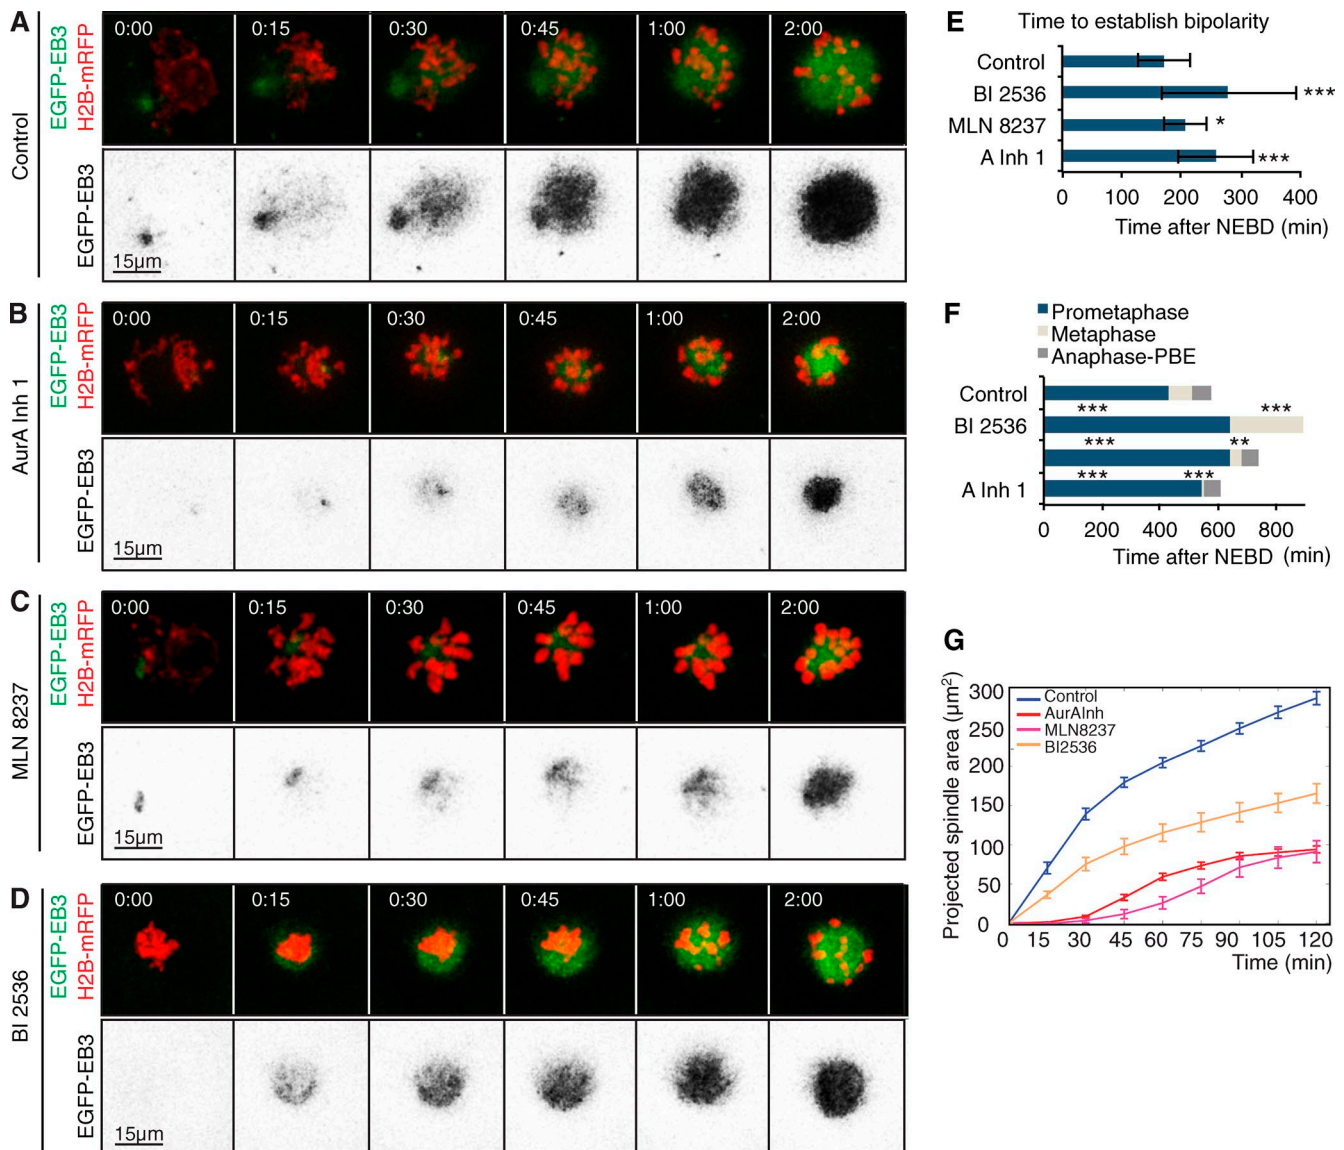 A
Control
EGFP-EB3
H2B-mRFP
0:00
0:15
0:30
0:45
1:00
2:00
EGFP-EB3
15µm
B
AurA Inh 1
EGFP-EB3
H2B-mRFP
0:00
0:15
0:30
0:45
1:00
2:00
EGFP-EB3
15µm
C
MLN 8237
EGFP-EB3
H2B-mRFP
0:00
0:15
0:30
0:45
1:00
2:00
EGFP-EB3
15µm
D
BI 2536
EGFP-EB3
H2B-mRFP
0:00
0:15
0:30
0:45
1:00
2:00
EGFP-EB3
15µm
E
Time to establish bipolarity
Control
BI 2536 ***
MLN 8237 *
A Inh 1 ***
0 100 200 300 400
Time after NEBD (min)
F
Prometaphase
Metaphase
Anaphase-PBE
Control
*** ***
BI 2536
*** **
*** ***
A Inh 1
0 200 400 600 800
Time after NEBD (min)
G
Projected spindle area (µm²)
300
250
200
150
100
50
0
Control
AurAInh
MLN8237
BI2536
0 15 30 45 60 75 90 105 120
Time (min)